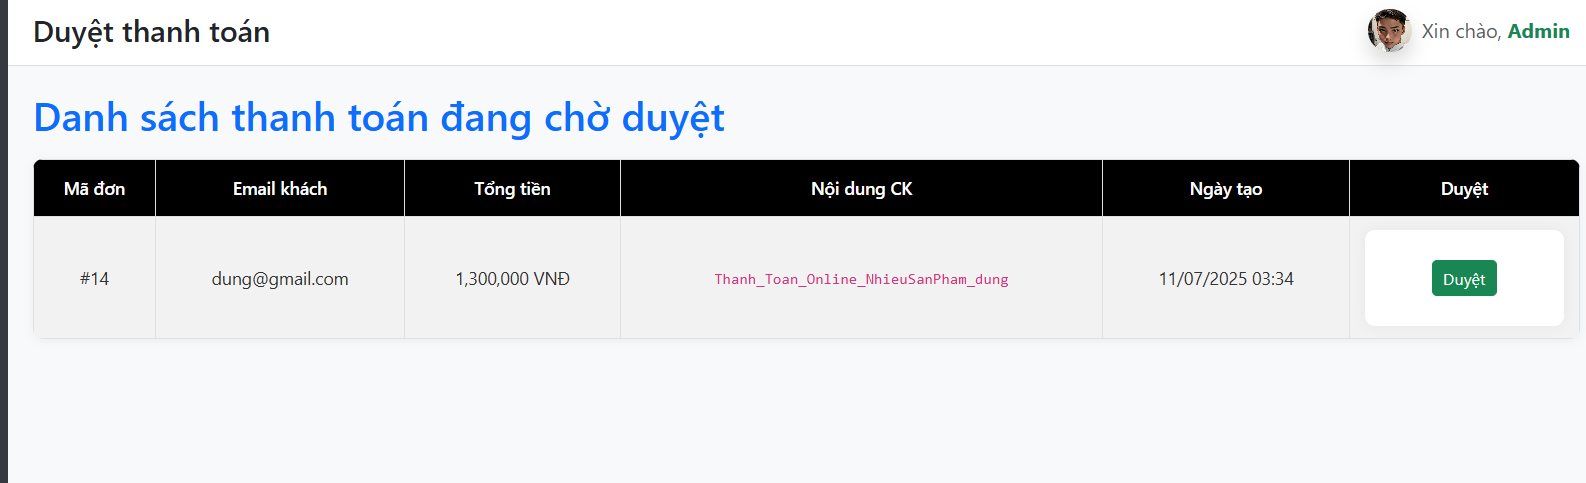 Duyệt thanh toán
Xin chào, Admin
Danh sách thanh toán đang chờ duyệt
Mã đơn Email khách Tổng tiền Nội dung CK Ngày tạo Duyệt
#14 dung@gmail.com 1,300,000 VNĐ Thanh_Toan_Online_NhieuSanPham_dung 11/07/2025 03:34 Duyệt